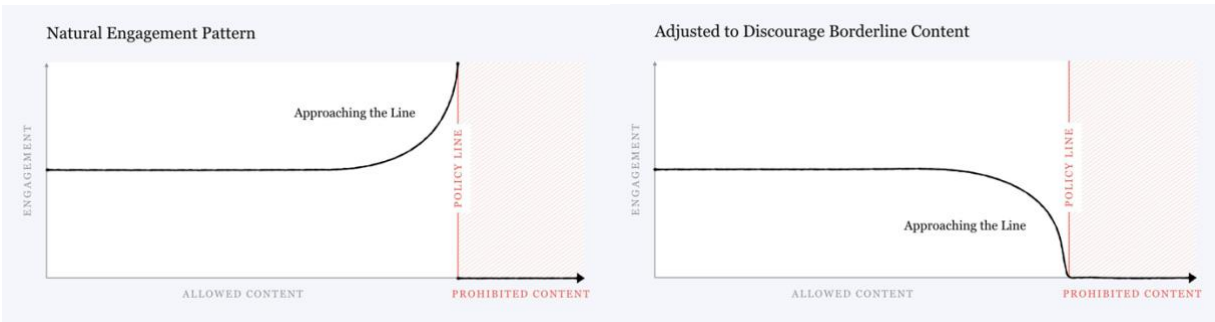 Natural Engagement Pattern
ENGAGEMENT
Approaching the Line
POLICY LINE
ALLOWED CONTENT
PROHIBITED CONTENT
Adjusted to Discourage Borderline Content
ENGAGEMENT
Approaching the Line
POLICY LINE
ALLOWED CONTENT
PROHIBITED CONTENT